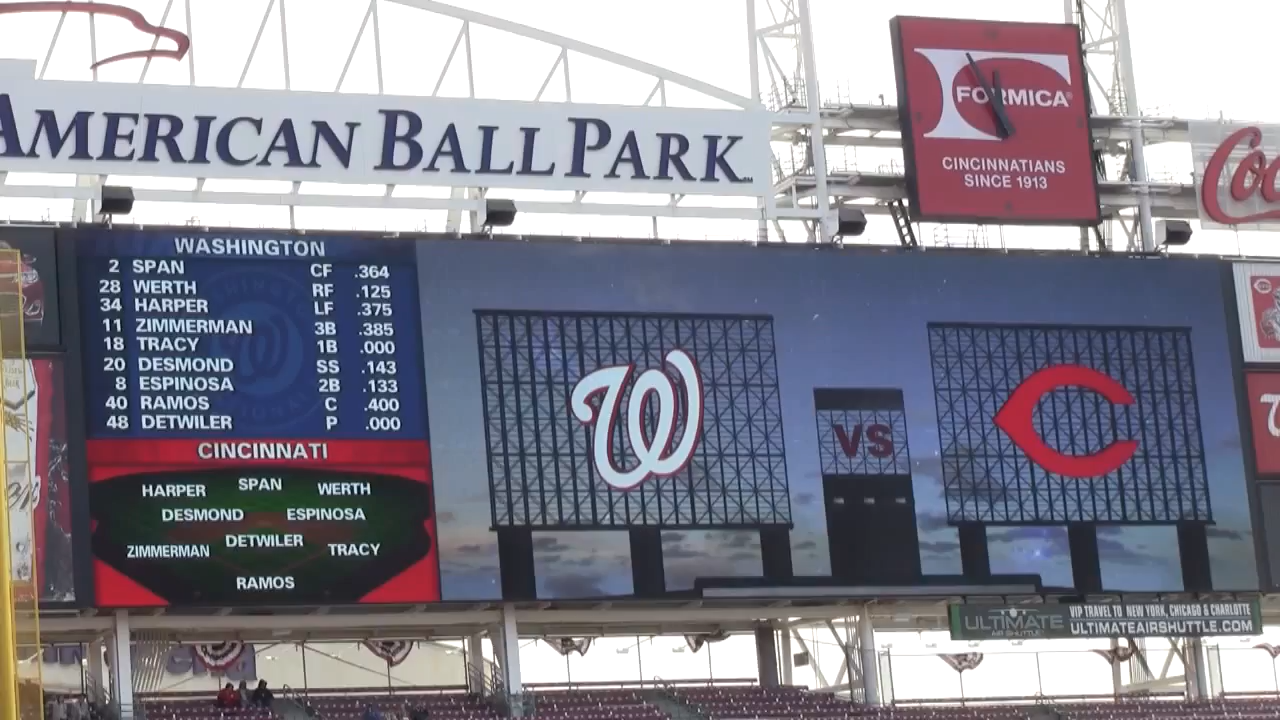 AMERICAN BALL PARK
FORMICA®
CINCINNATIANS
SINCE 1913
WASHINGTON
2 SPAN CF .364
28 WERTH RF .125
34 HARPER LF .375
11 ZIMMERMAN 3B .385
18 TRACY 1B .000
20 DESMOND SS .143
8 ESPINOSA 2B .133
40 RAMOS C .400
48 DETWILER P .000
CINCINNATI
HARPER SPAN WERTH
DESMOND ESPINOSA
ZIMMERMAN DETWILER TRACY
RAMOS
W
VS
C
ULTIMATE
AIR SHUTTLE
VIP TRAVEL TO NEW YORK, CHICAGO & CHARLOTTE
ULTIMATEAIRSHUTTLE.COM